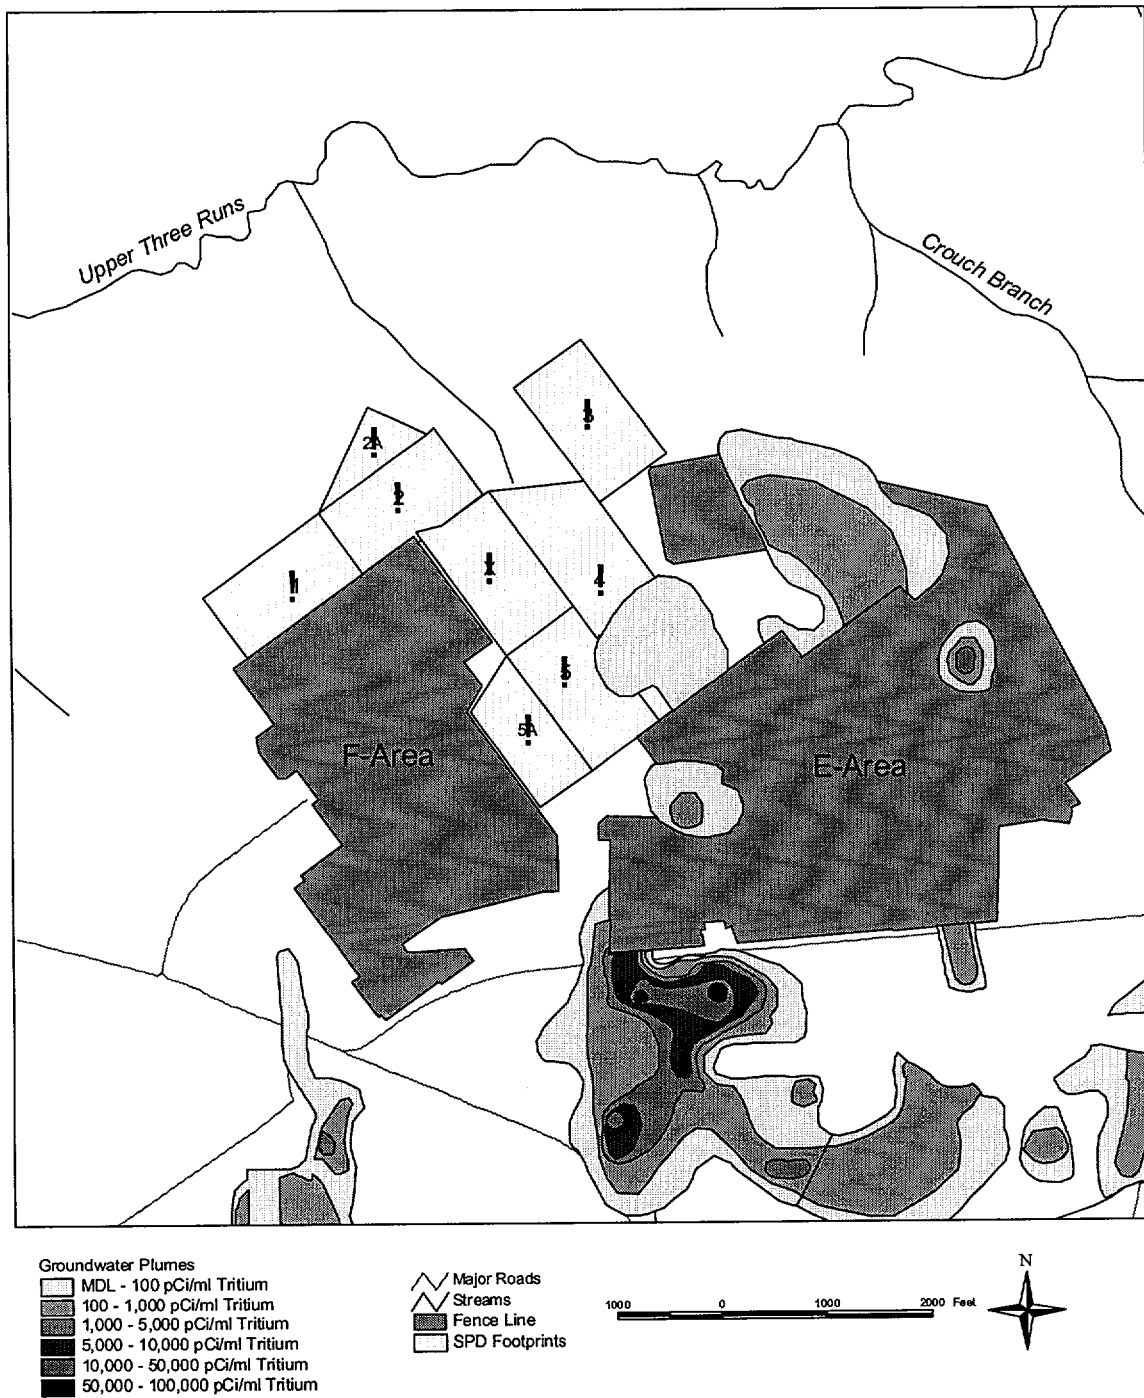 Upper Three Runs
Crouch Branch
2A
2
1
4
5A
F-Area
E-Area
Groundwater Plumes
MDL - 100 pCi/ml Tritium
100 - 1,000 pCi/ml Tritium
1,000 - 5,000 pCi/ml Tritium
5,000 - 10,000 pCi/ml Tritium
10,000 - 50,000 pCi/ml Tritium
50,000 - 100,000 pCi/ml Tritium
Major Roads
Streams
Fence Line
SPD Footprints
1000 0 1000 2000 Feet
N